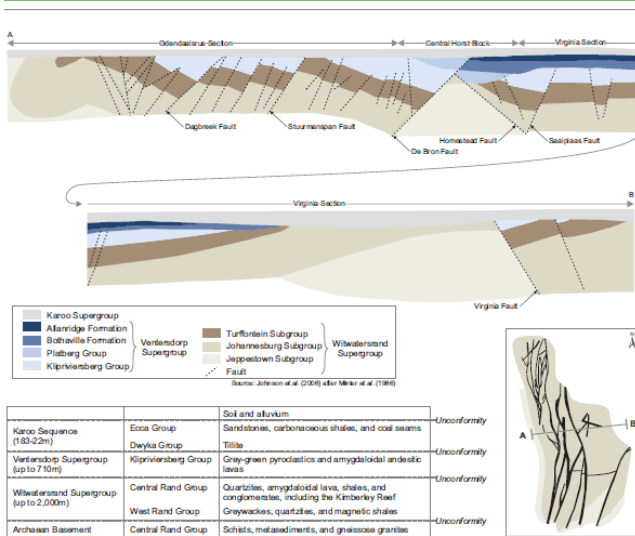 A
Odendaalsrus Section
Central Horst Block
Virginia Section
Dagbreek Fault
Stuurmanspan Fault
Homestead Fault
Saaiplaas Fault
De Bron Fault
Virginia Section
B
Virginia Fault
Karoo Supergroup
Allanridge Formation
Bothaville Formation
Platberg Group
Klipriviersberg Group
Ventersdorp
Supergroup
Turffontein Subgroup
Johannesburg Subgroup
Jeppestown Subgroup
Fault
Witwatersrand
Supergroup
Source: Johnson et.al. (2006) after Minter et.al. (1986)
N
A
B
Soil and alluvium
Unconformity
Karoo Sequence
(183-22m)
Ecca Group
Sandstones, carbonaceous shales, and coal seams
Dwyka Group
Tillite
Unconformity
Ventersdorp Supergroup
(up to 710m)
Klipriviersberg Group
Grey-green pyroclastics and amygdaloidal andestic
lavas
Unconformity
Witwatersrand Supergroup
(up to 2,000m)
Central Rand Group
Quartzites, amygdaloidal lava, shales, and
conglomerates, including the Kimberley Reef
West Rand Group
Greywackes, quartzites, and magnetic shales
Unconformity
Archaean Basement
Central Rand Group
Schists, metasediments, and gneissose granites